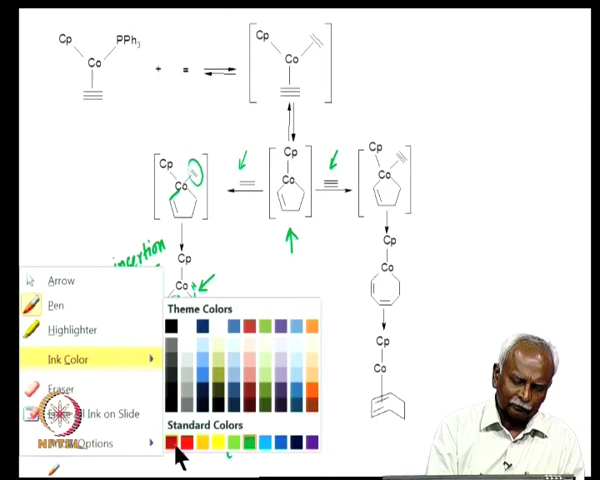 Cp
PPh3
Co
+
=
Cp
Co
Cp
Co
Cp
Co
Cp
Co
insertion
Cp
Co
Cp
Co
Cp
Co
Arrow
Pen
Highlighter
Ink Color
Eraser
All Ink on Slide
Options
Theme Colors
Standard Colors
NPTEL